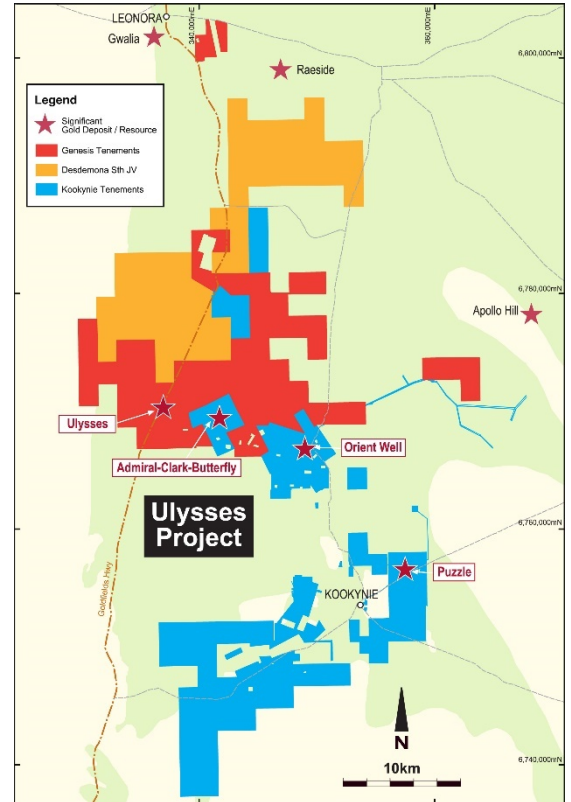 LEONORA
Gwalia
340,000mE
360,000mE
6,800,000mN
Raeside
Legend
Significant
Gold Deposit / Resource
Genesis Tenements
Desdemona Sth JV
Kookynie Tenements
6,780,000mN
Apollo Hill
Ulysses
Admiral-Clark-Butterfly
Orient Well
Ulysses
Project
6,760,000mN
Puzzle
KOOKYNIE
Goldfields Hwy
N
10km
6,740,000mN